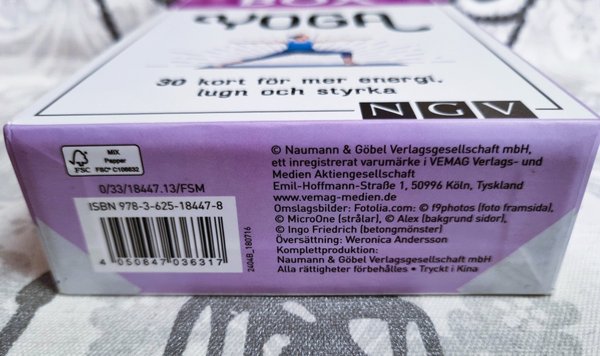 BOX
YOGA
30 kort för mer energi,
lugn och styrka
NGV
FSC
MIX
Papper
FSC® C106632
0/33/18447.13/FSM
ISBN 978-3-625-18447-8
4 050847 036317
24048_180716
© Naumann & Göbel Verlagsgesellschaft mbH,
ett inregistrerat varumärke i VEMAG Verlags- und
Medien Aktiengesellschaft
Emil-Hoffmann-Straße 1, 50996 Köln, Tyskland
www.vemag-medien.de
Omslagsbilder: Fotolia.com: © f9photos (foto framsida),
© MicroOne (strålar), © Alex (bakgrund sidor),
© Ingo Friedrich (betongmönster)
Översättning: Weronica Andersson
Komplettproduktion:
Naumann & Göbel Verlagsgesellschaft mbH
Alla rättigheter förbehålles • Tryckt i Kina